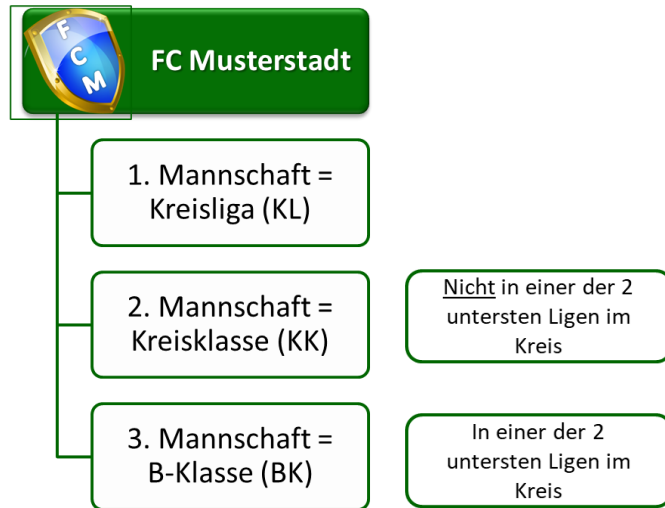 F
C
M
FC Musterstadt
1. Mannschaft =
Kreisliga (KL)
2. Mannschaft =
Kreisklasse (KK)
Nicht in einer der 2
untersten Ligen im
Kreis
3. Mannschaft =
B-Klasse (BK)
In einer der 2
untersten Ligen im
Kreis